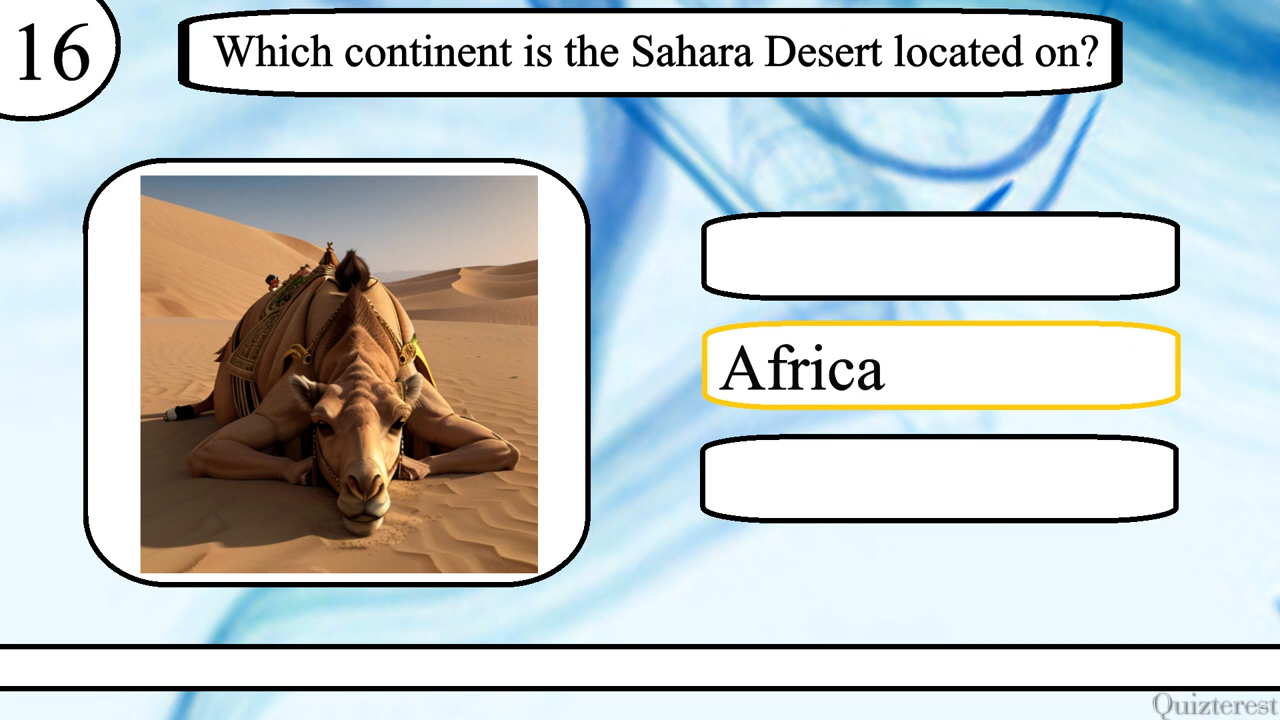 16
Which continent is the Sahara Desert located on?
Africa
Quizterest